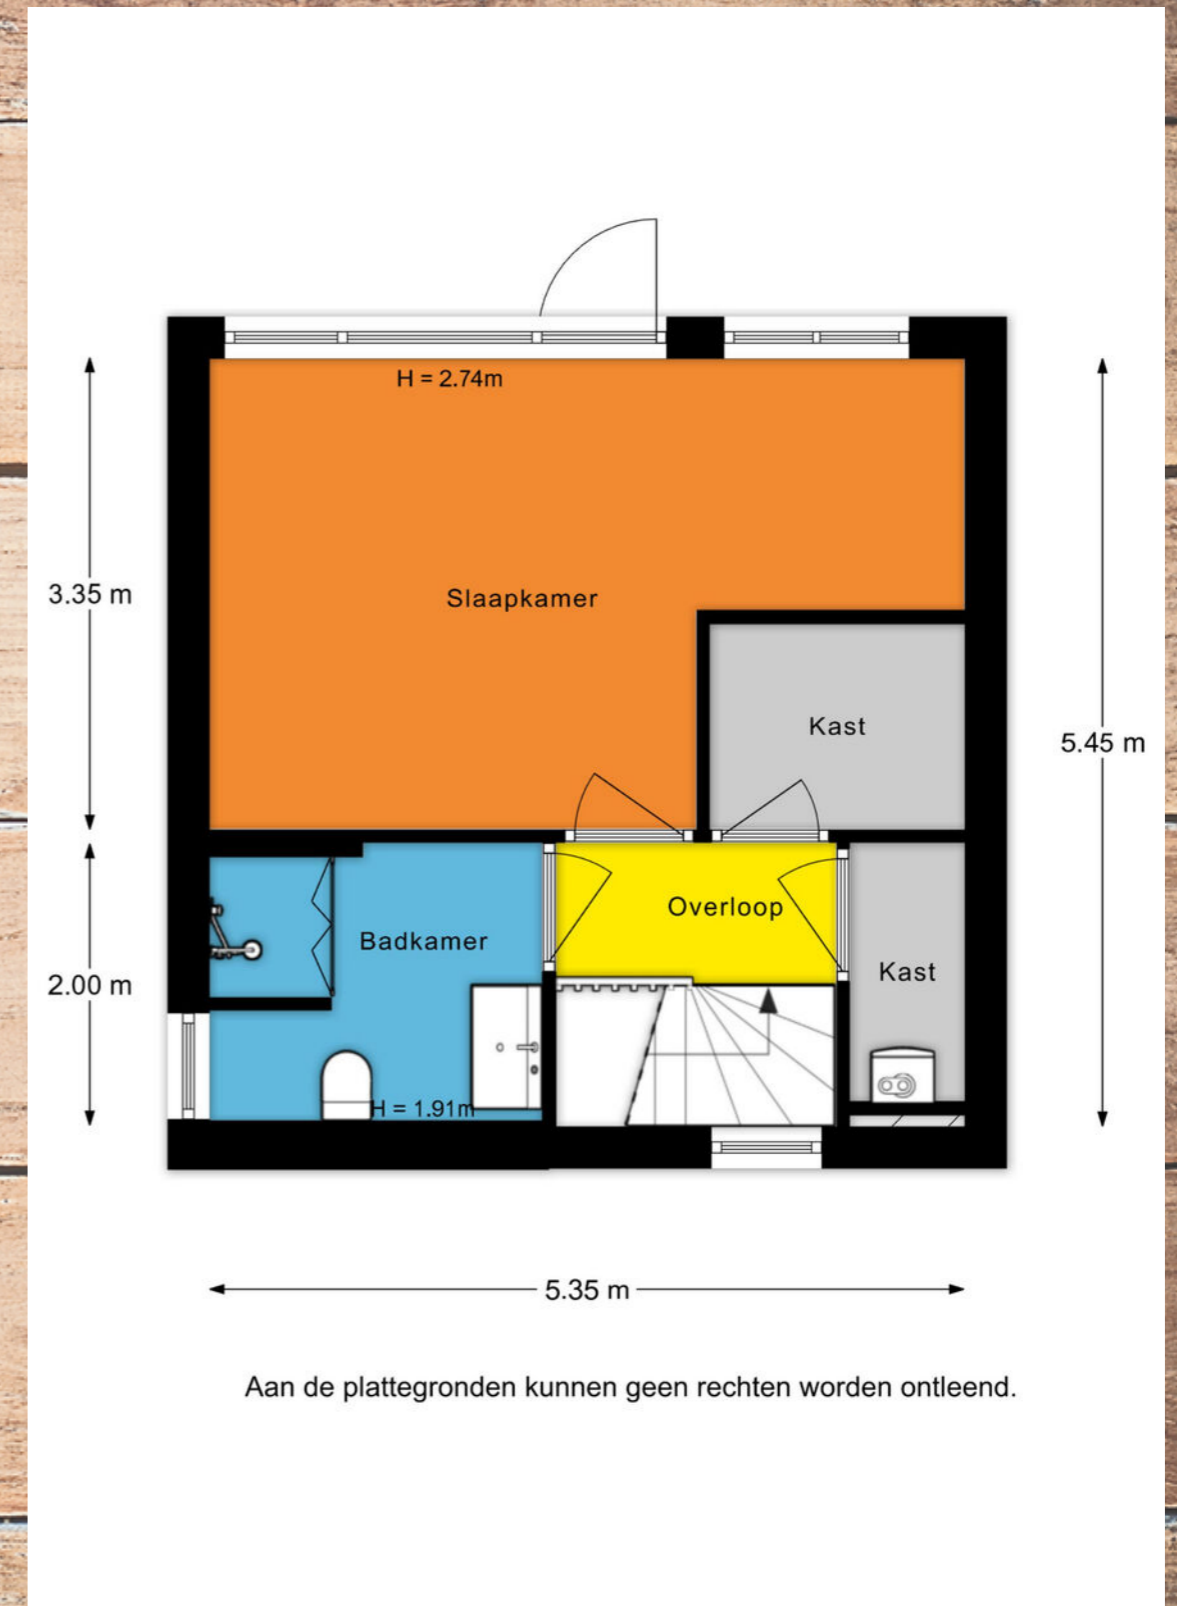 H = 2.74m
3.35 m
Slaapkamer
Kast
5.45 m
Overloop
Badkamer
Kast
2.00 m
H = 1.91m
5.35 m
Aan de plattegronden kunnen geen rechten worden ontleend.